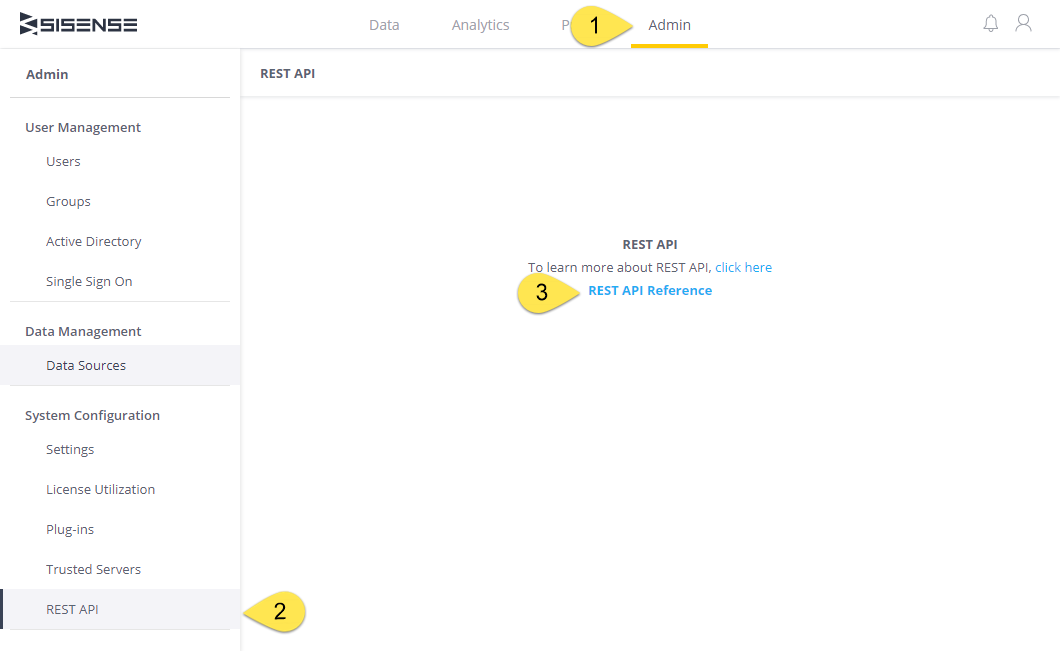 SISENSE
Data Analytics 1 Admin
Admin
REST API
User Management
Users
Groups
Active Directory
Single Sign On
Data Management
Data Sources
System Configuration
Settings
License Utilization
Plug-ins
Trusted Servers
REST API
2
REST API
To learn more about REST API, click here
3 REST API Reference